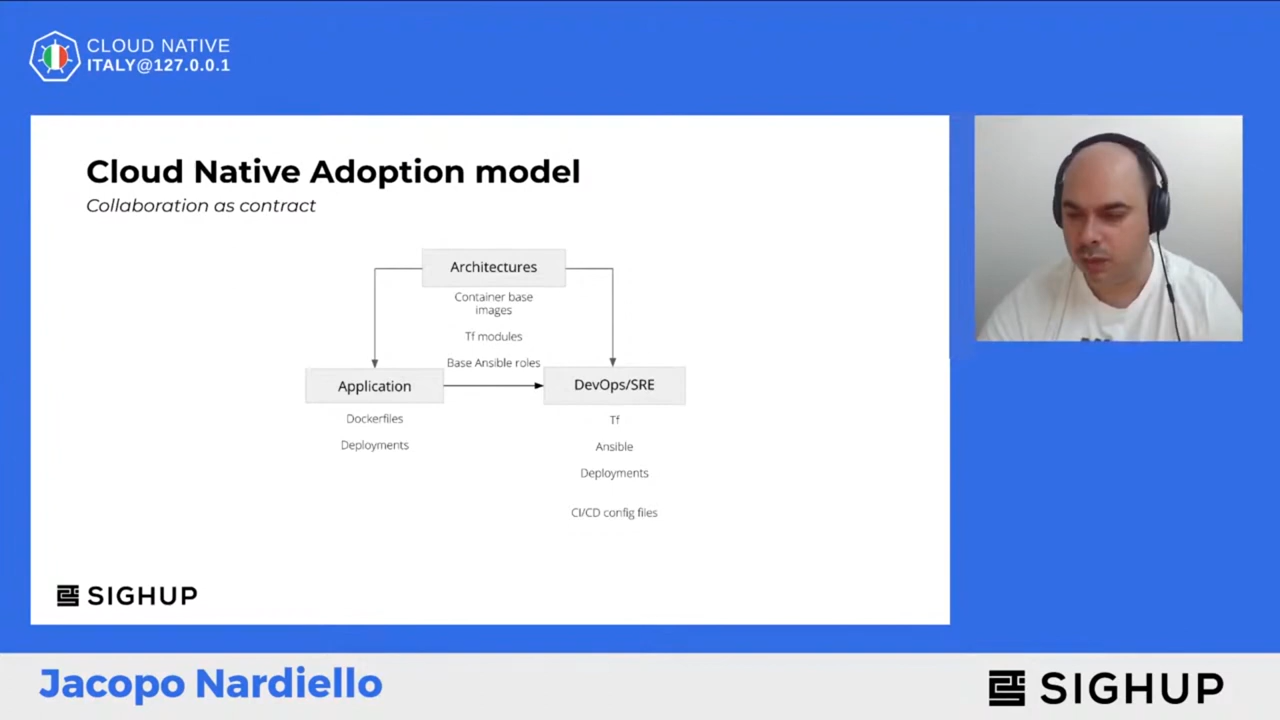 CLOUD NATIVE
ITALY@127.0.0.1
Cloud Native Adoption model
Collaboration as contract
Architectures
Container base
images
Tf modules
Base Ansible roles
Application
DevOps/SRE
Dockerfiles
Deployments
Tf
Ansible
Deployments
CI/CD config files
SIGHUP
Jacopo Nardiello
SIGHUP